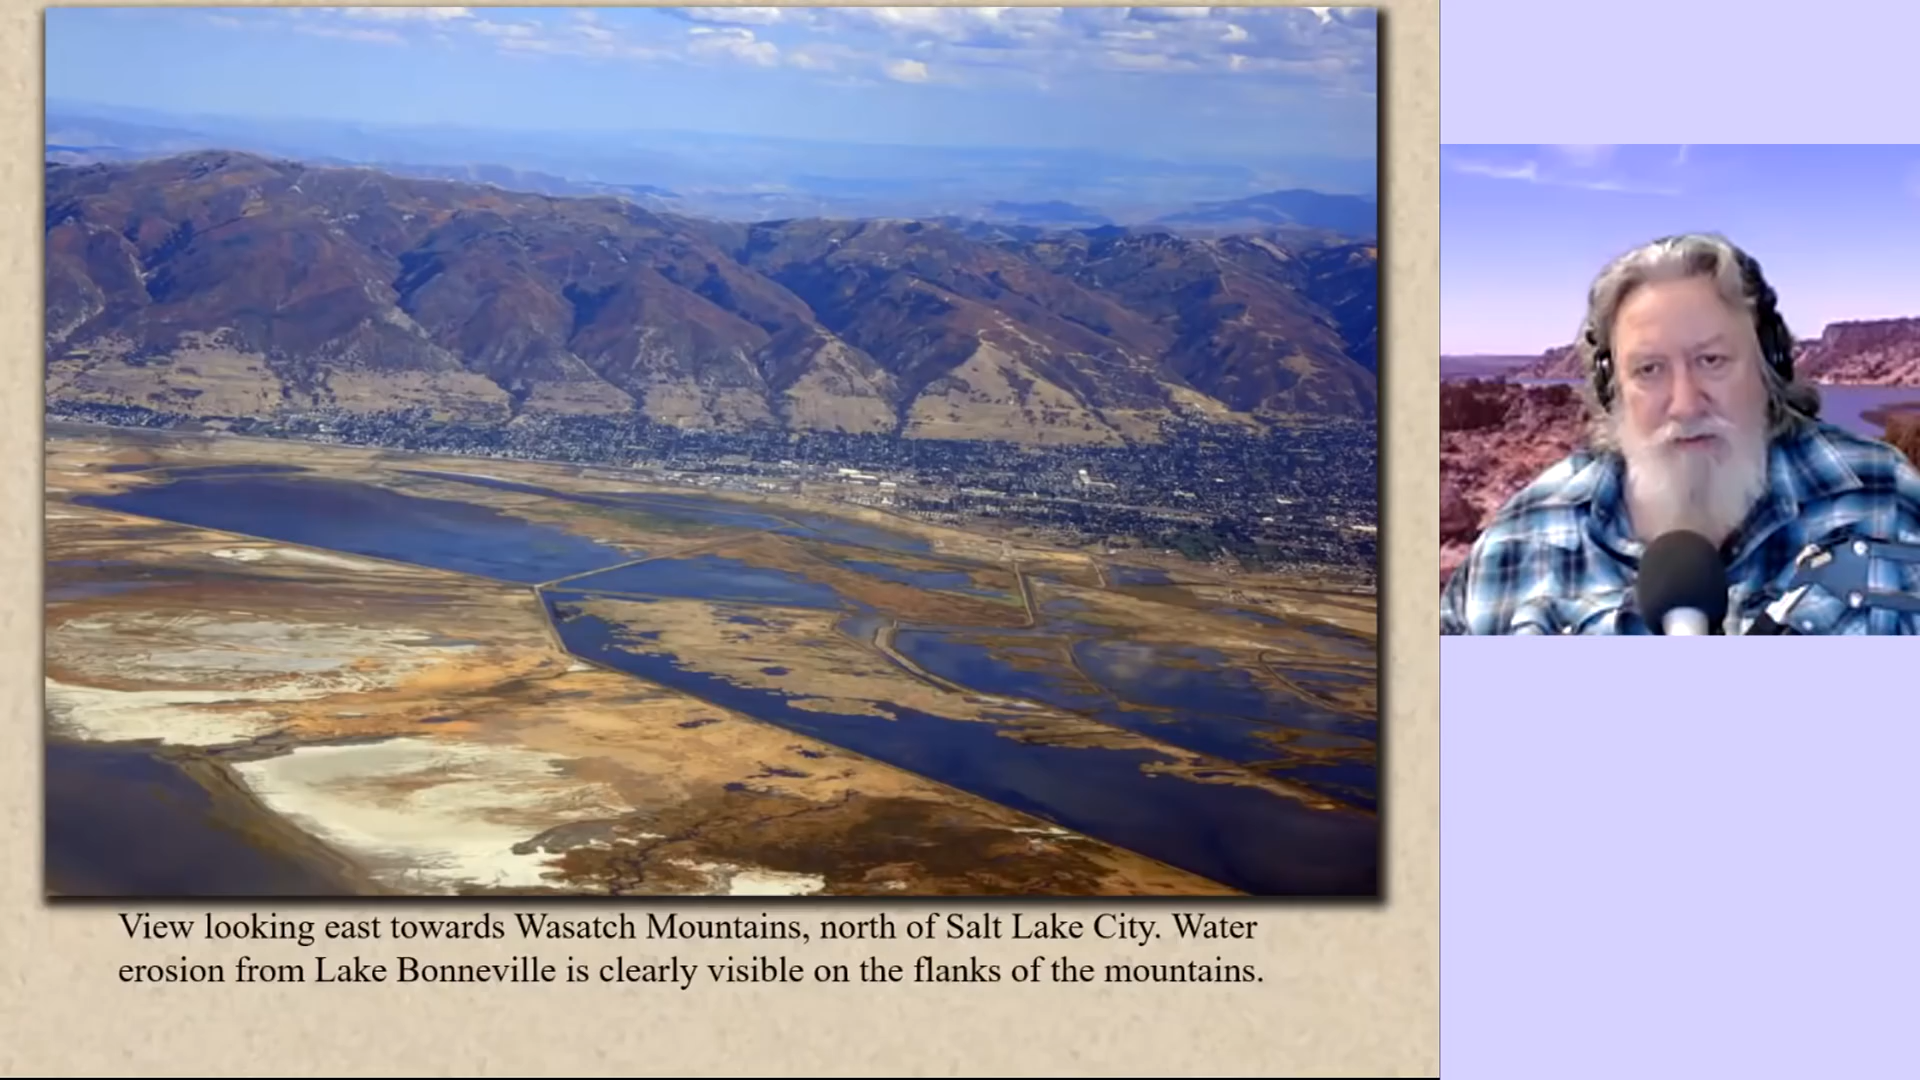 View looking east towards Wasatch Mountains, north of Salt Lake City. Water
erosion from Lake Bonneville is clearly visible on the flanks of the mountains.